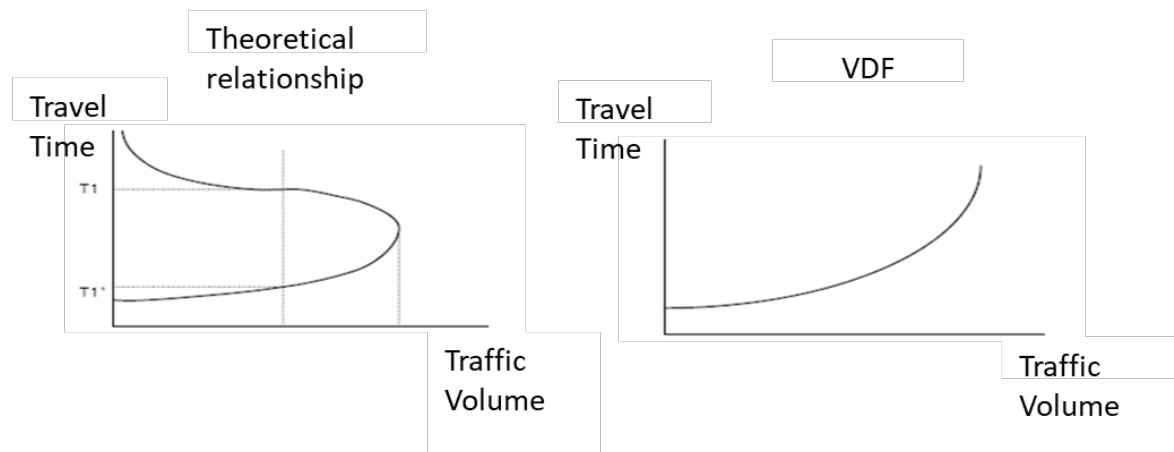 Theoretical
relationship
Travel
Time
T1
T1'
Traffic
Volume
VDF
Travel
Time
Traffic
Volume